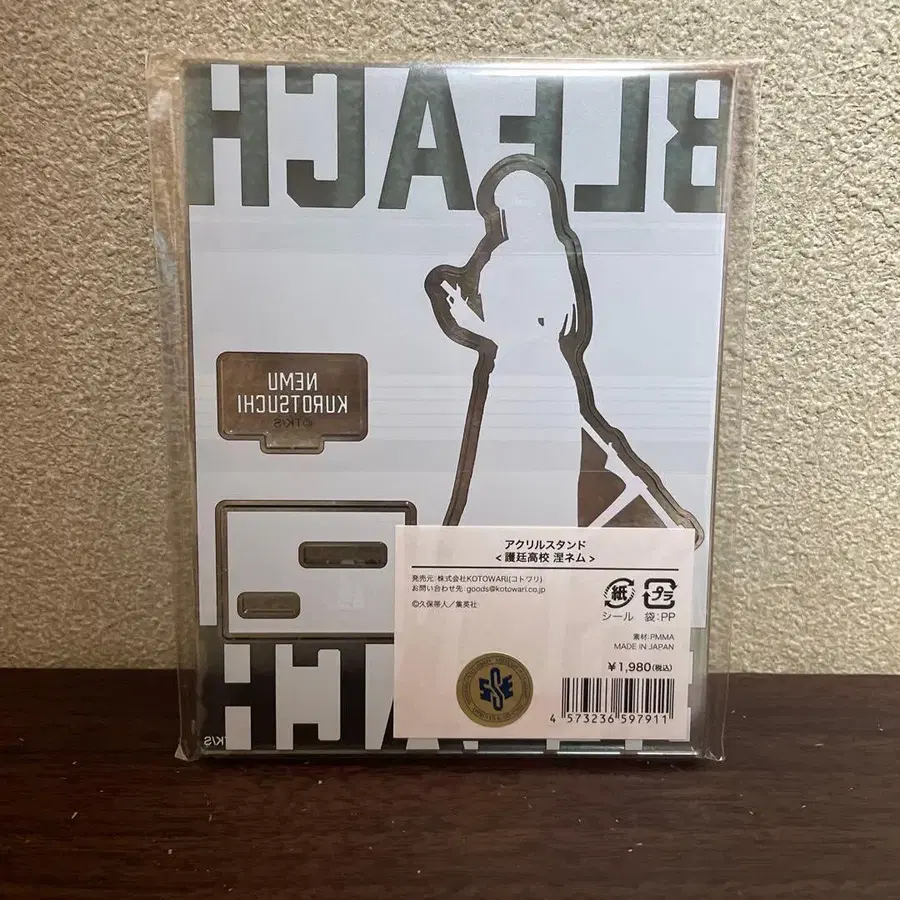 BLEACH
NEMU
KUROTSUCHI
©TK/S
アクリルスタンド
< 護廷高校 涅ネム >
発売元:株式会社KOTOWARI(コトワリ)
お問い合わせ先:goods@kotowari.co.jp
©久保帯人/集英社
紙 プラ
シール 袋:PP
素材:PMMA
MADE IN JAPAN
¥1,980(税込)
4 573236 597911